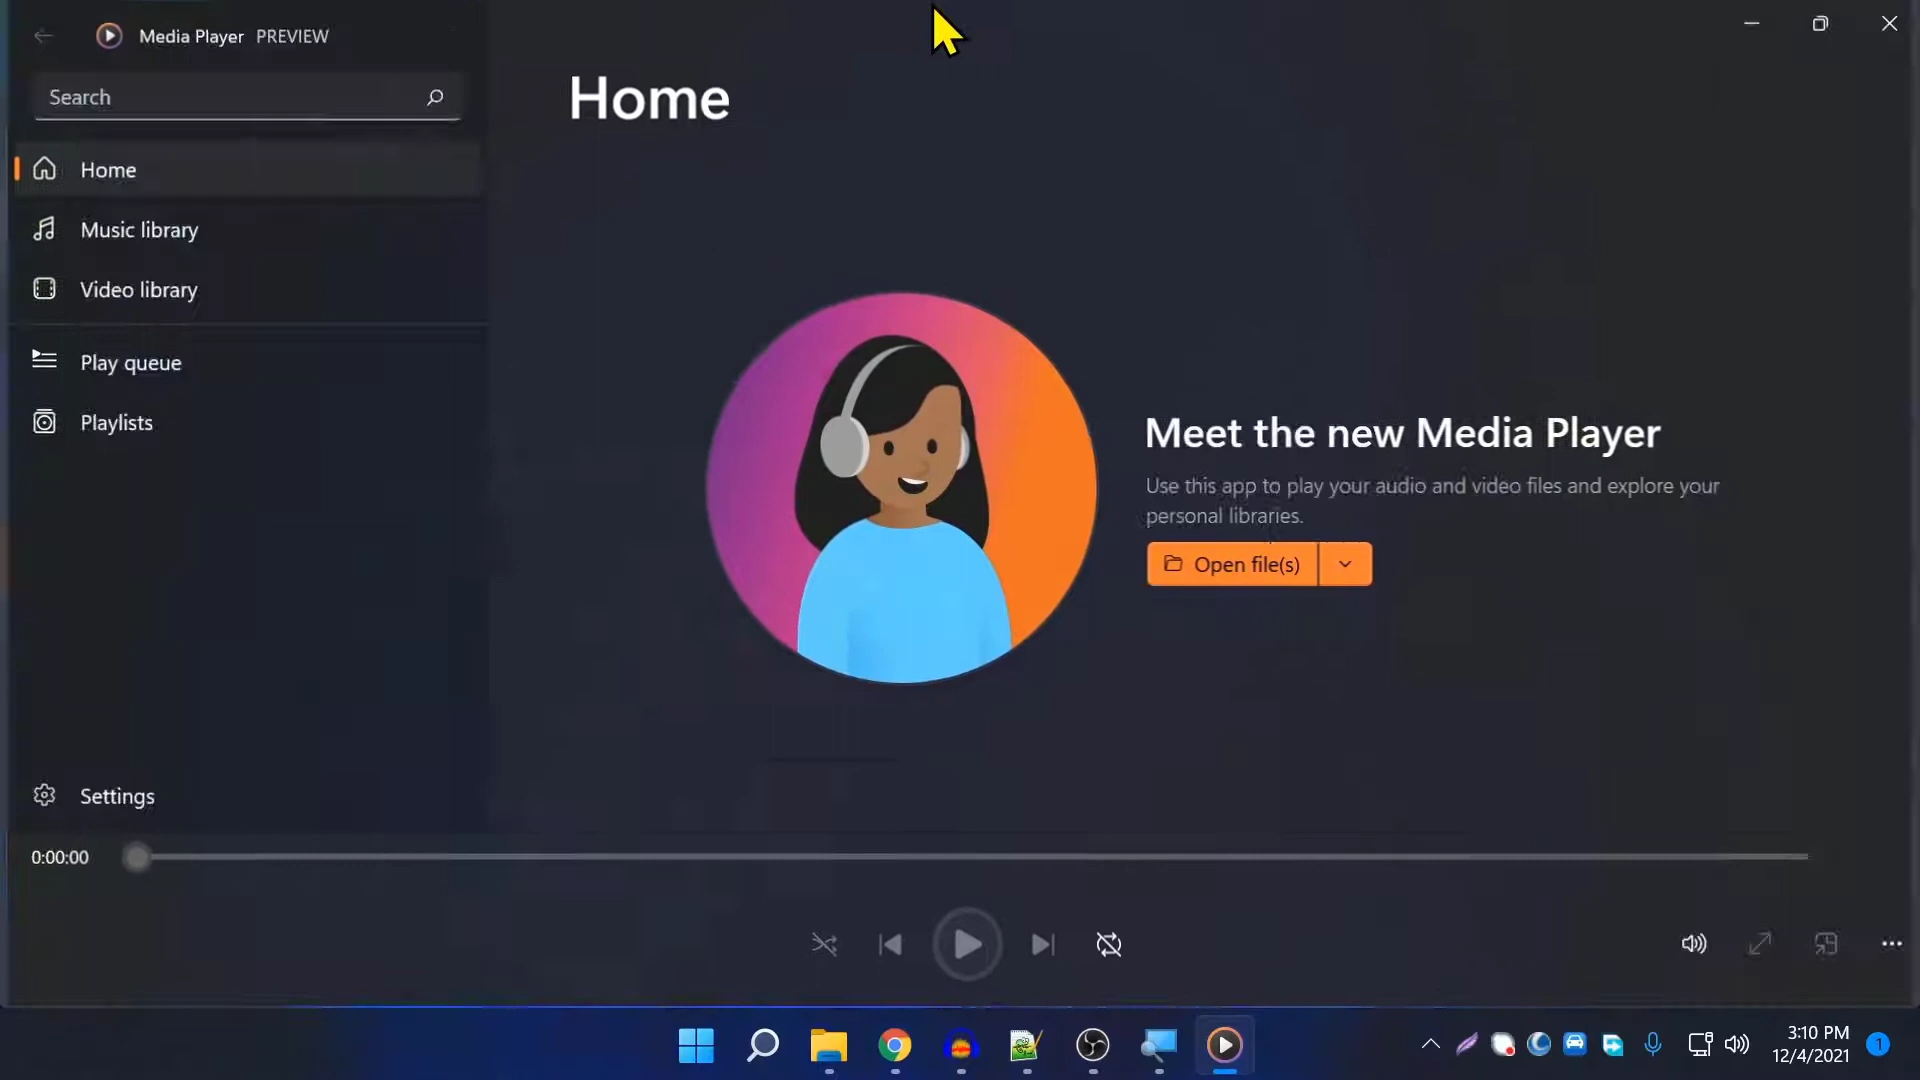 Media Player PREVIEW
Search
Home
Music library
Video library
Play queue
Playlists
Settings
Home
Meet the new Media Player
Use this app to play your audio and video files and explore your
personal libraries.
Open file(s)
0:00:00
3:10 PM
12/4/2021
1